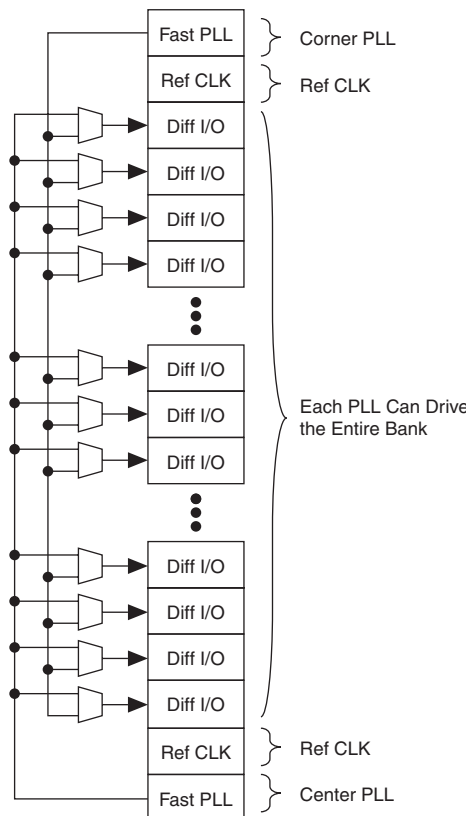 Fast PLL
Corner PLL
Ref CLK
Ref CLK
Diff I/O
Diff I/O
Diff I/O
Diff I/O
Diff I/O
Diff I/O
Diff I/O
Each PLL Can Drive
the Entire Bank
Diff I/O
Diff I/O
Diff I/O
Diff I/O
Ref CLK
Ref CLK
Fast PLL
Center PLL